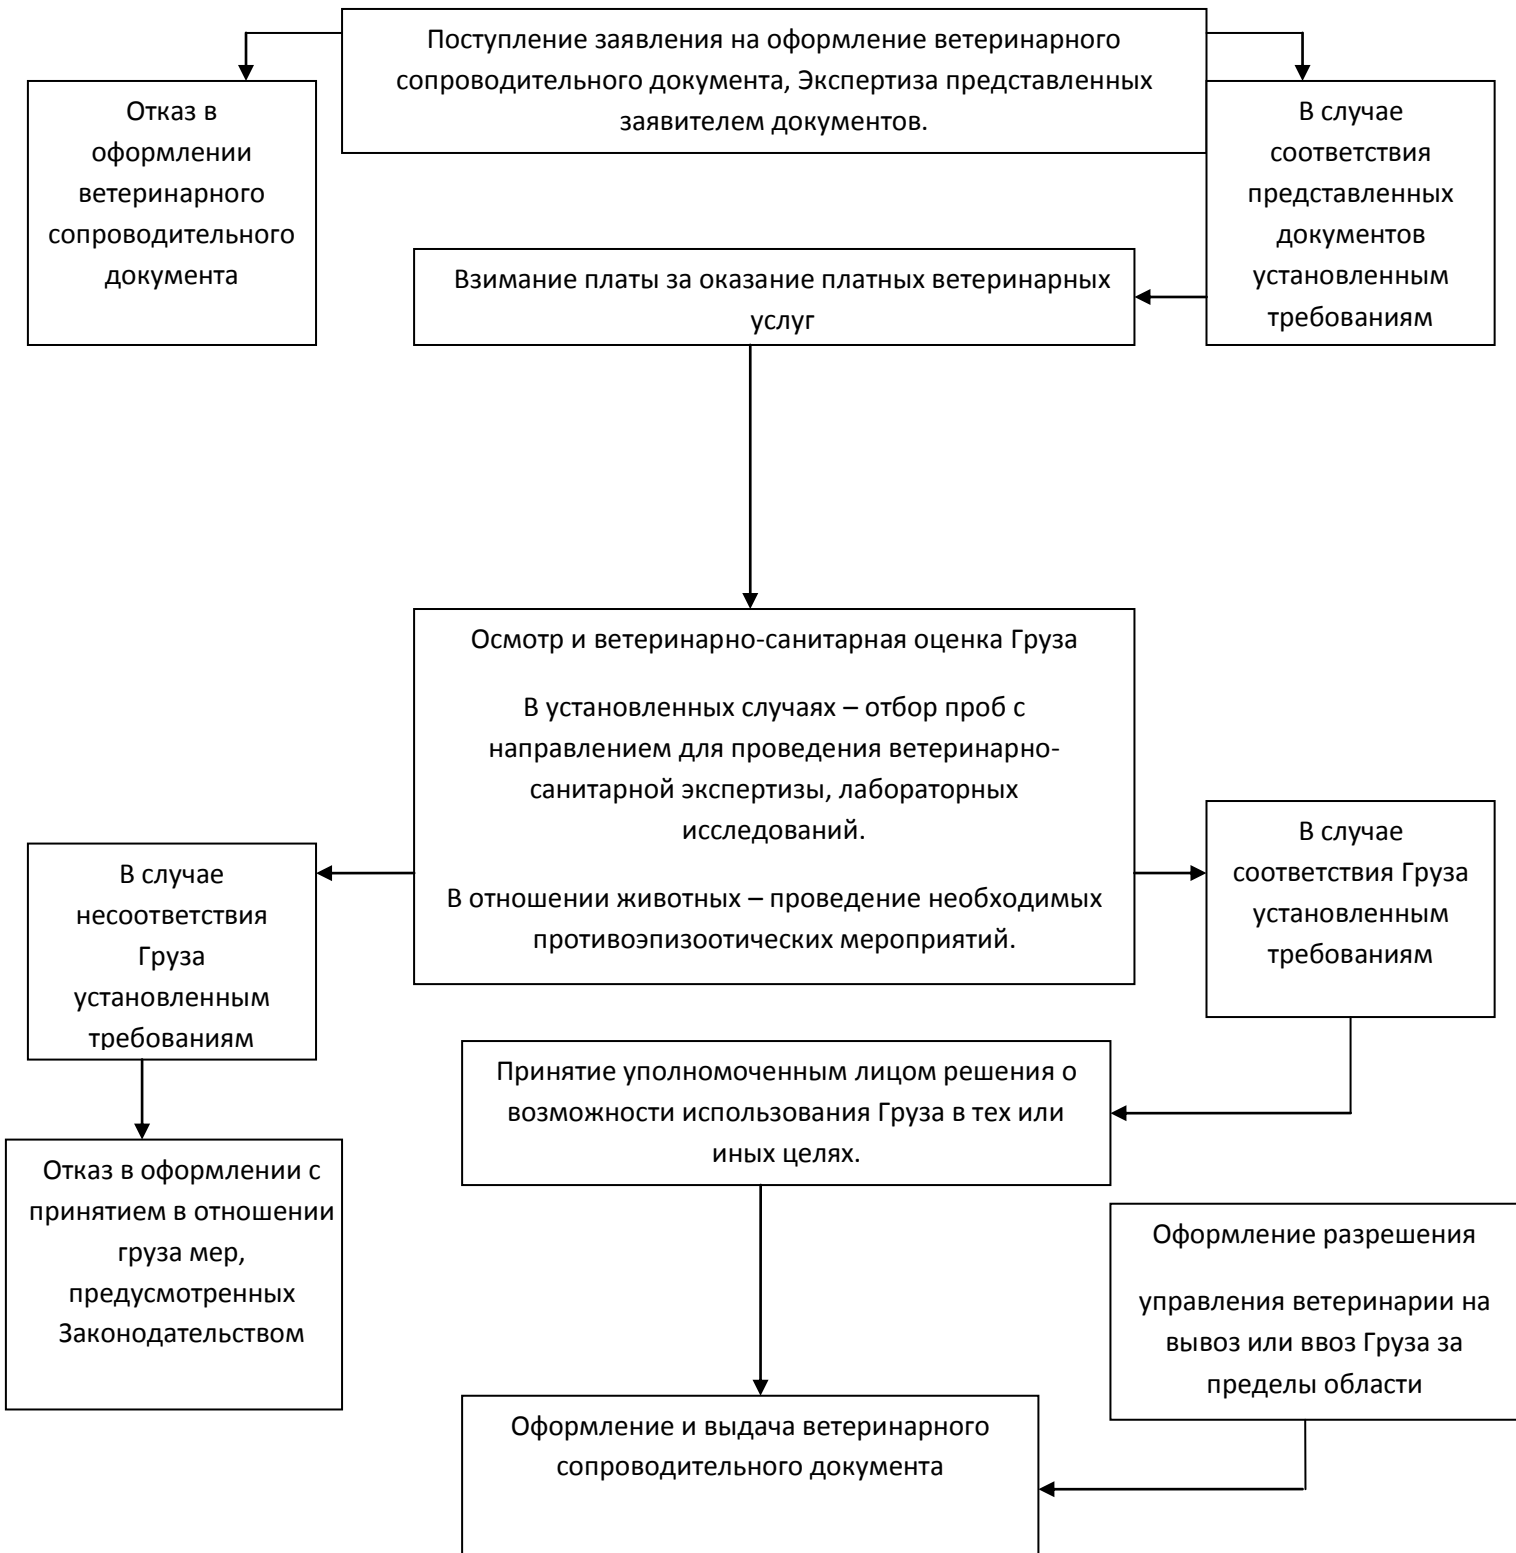 Поступление заявления на оформление ветеринарного
сопроводительного документа, Экспертиза представленных
заявителем документов.
Отказ в
оформлении
ветеринарного
сопроводительного
документа
В случае
соответствия
представленных
документов
установленным
требованиям
Взимание платы за оказание платных ветеринарных
услуг
Осмотр и ветеринарно-санитарная оценка Груза
В установленных случаях – отбор проб с
направлением для проведения ветеринарно-
санитарной экспертизы, лабораторных
исследований.
В отношении животных – проведение необходимых
противоэпизоотических мероприятий.
В случае
несоответствия
Груза
установленным
требованиям
В случае
соответствия Груза
установленным
требованиям
Принятие уполномоченным лицом решения о
возможности использования Груза в тех или
иных целях.
Отказ в оформлении с
принятием в отношении
груза мер,
предусмотренных
Законодательством
Оформление разрешения
управления ветеринарии на
вывоз или ввоз Груза за
пределы области
Оформление и выдача ветеринарного
сопроводительного документа